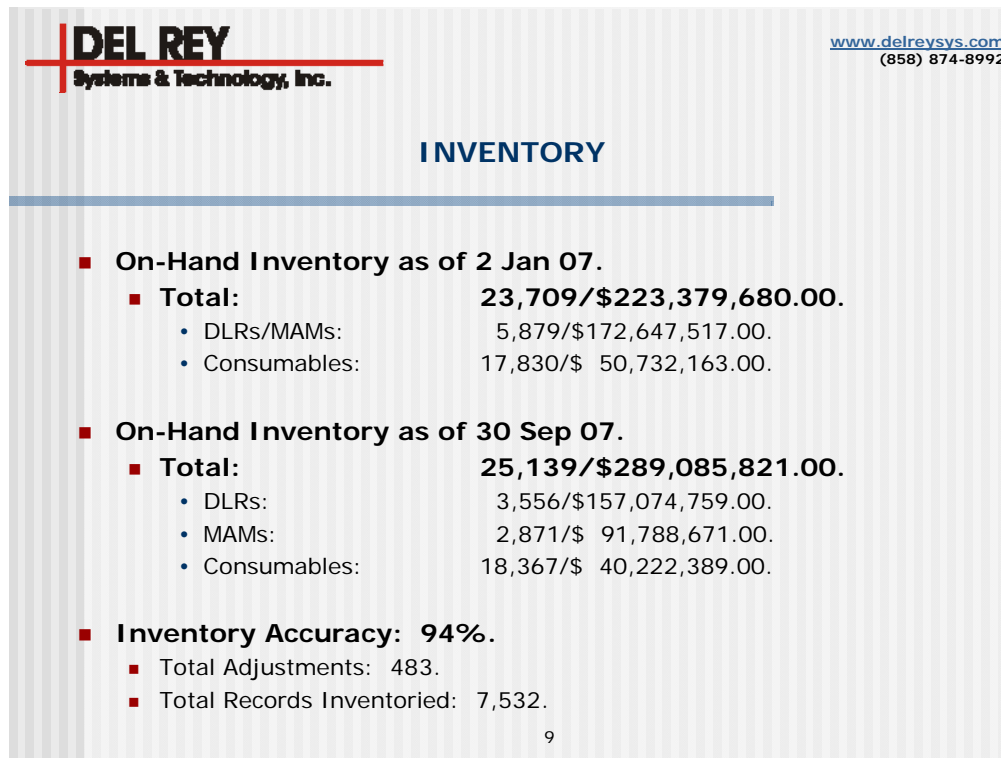 DEL REY
Systems & Technology, Inc.
www.delreysys.com
(858) 874-8992
INVENTORY
On-Hand Inventory as of 2 Jan 07.
Total: 23,709/$223,379,680.00.
DLRs/MAMs: 5,879/$172,647,517.00.
Consumables: 17,830/$ 50,732,163.00.
On-Hand Inventory as of 30 Sep 07.
Total: 25,139/$289,085,821.00.
DLRs: 3,556/$157,074,759.00.
MAMs: 2,871/$ 91,788,671.00.
Consumables: 18,367/$ 40,222,389.00.
Inventory Accuracy: 94%.
Total Adjustments: 483.
Total Records Inventoried: 7,532.
9